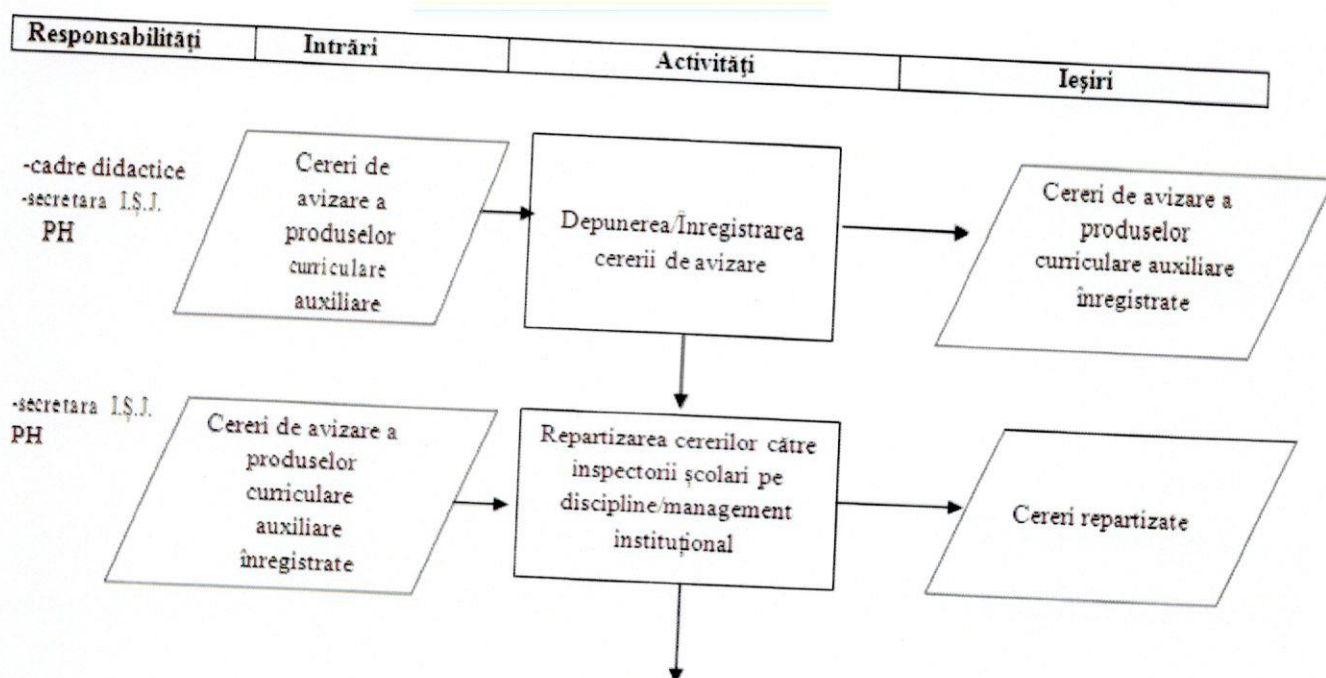 Responsabilități Intrări Activități Ieșiri
-cadre didactice
-secretara I.Ș.J.
PH
Cereri de
avizare a
produselor
curriculare
auxiliare
Depunerea/Înregistrarea
cererii de avizare
Cereri de avizare a
produselor
curriculare auxiliare
înregistrate
-secretara I.Ș.J.
PH
Cereri de avizare a
produselor
curriculare
auxiliare
înregistrate
Repartizarea cererilor către
inspectorii școlari pe
discipline/management
instituțional
Cereri repartizate